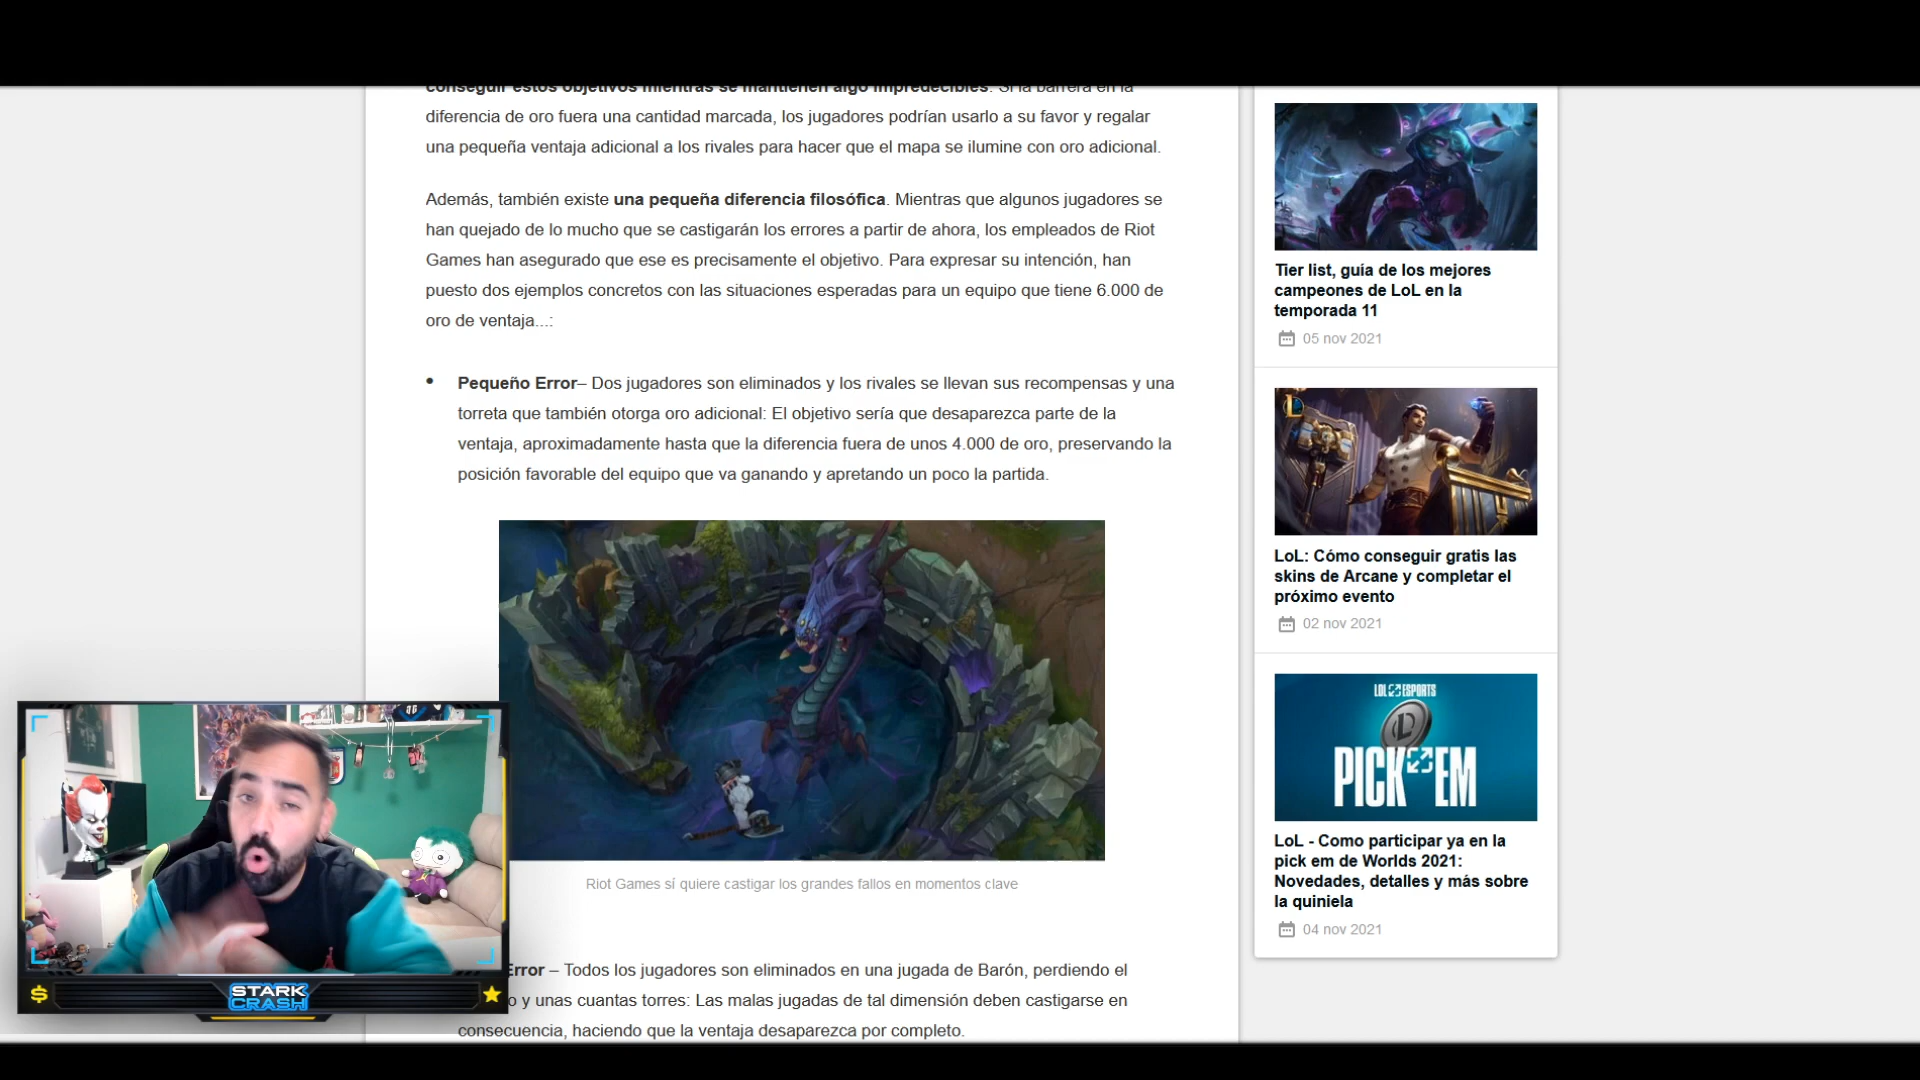 conseguir estos objetivos mientras se mantienen algo impredecibles. Si la barrera en la
diferencia de oro fuera una cantidad marcada, los jugadores podrían usarlo a su favor y regalar
una pequeña ventaja adicional a los rivales para hacer que el mapa se ilumine con oro adicional.
Además, también existe una pequeña diferencia filosófica. Mientras que algunos jugadores se
han quejado de lo mucho que se castigarán los errores a partir de ahora, los empleados de Riot
Games han asegurado que ese es precisamente el objetivo. Para expresar su intención, han
puesto dos ejemplos concretos con las situaciones esperadas para un equipo que tiene 6.000 de
oro de ventaja...:
• Pequeño Error– Dos jugadores son eliminados y los rivales se llevan sus recompensas y una
torreta que también otorga oro adicional: El objetivo sería que desaparezca parte de la
ventaja, aproximadamente hasta que la diferencia fuera de unos 4.000 de oro, preservando la
posición favorable del equipo que va ganando y apretando un poco la partida.
Riot Games sí quiere castigar los grandes fallos en momentos clave
Error – Todos los jugadores son eliminados en una jugada de Barón, perdiendo el
o y unas cuantas torres: Las malas jugadas de tal dimensión deben castigarse en
consecuencia, haciendo que la ventaja desaparezca por completo.
$
STARK
CRASH
Tier list, guía de los mejores
campeones de LoL en la
temporada 11
05 nov 2021
LoL: Cómo conseguir gratis las
skins de Arcane y completar el
próximo evento
02 nov 2021
LOL ESPORTS
PICK'EM
LoL - Como participar ya en la
pick em de Worlds 2021:
Novedades, detalles y más sobre
la quiniela
04 nov 2021